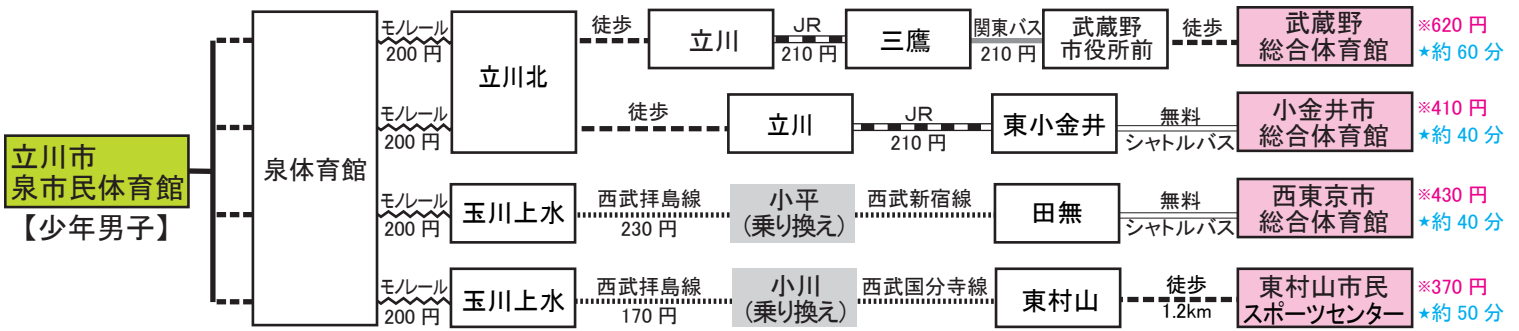 立川市
泉市民体育館
【少年男子】
泉体育館
モノレール
200 円
立川北
徒歩
立川
JR
210 円
三鷹
関東バス
210 円
武蔵野
市役所前
徒歩
武蔵野
総合体育館
※620 円
★約 60 分
モノレール
200 円
徒歩
立川
JR
210 円
東小金井
無料
シャトルバス
小金井市
総合体育館
※410 円
★約 40 分
モノレール
200 円
玉川上水
西武拝島線
230 円
小平
(乗り換え)
西武新宿線
田無
無料
シャトルバス
西東京市
総合体育館
※430 円
★約 40 分
モノレール
200 円
玉川上水
西武拝島線
170 円
小川
(乗り換え)
西武国分寺線
東村山
徒歩
1.2km
東村山市民
スポーツセンター
※370 円
★約 50 分